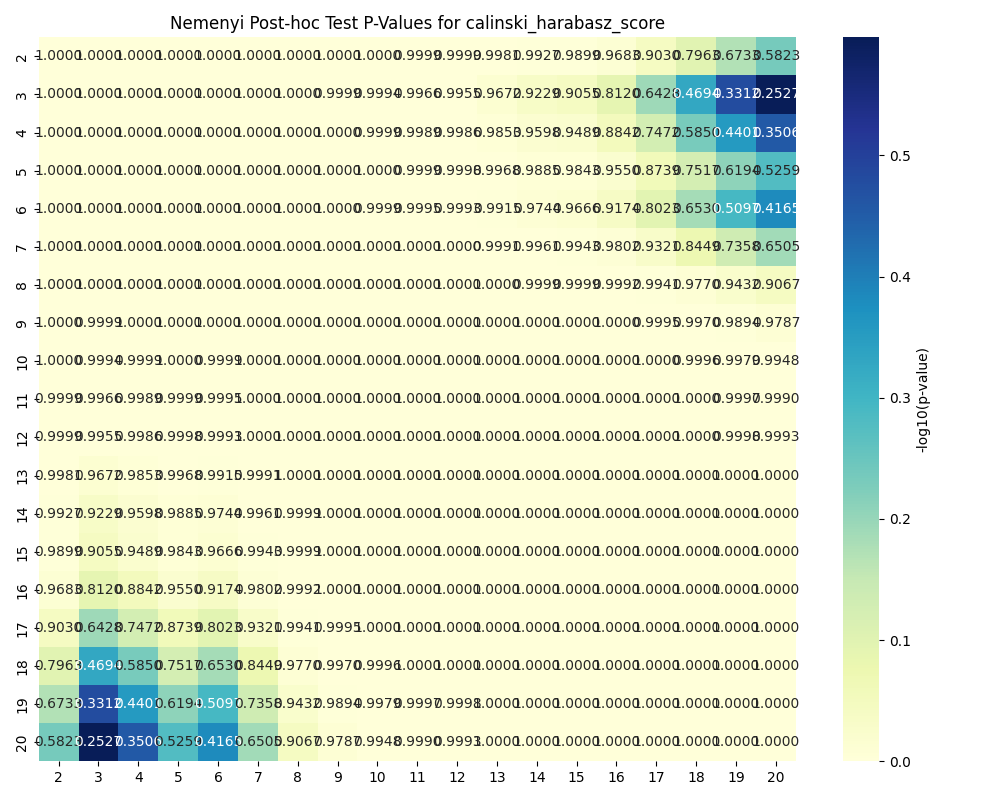 Nemenyi Post-hoc Test P-Values for calinski_harabasz_score
2 1.0000 1.0000 1.0000 1.0000 1.0000 1.0000 1.0000 1.0000 1.0000 0.9999 0.9999 0.9981 0.9927 0.9899 0.9683 0.9030 0.7963 0.6733 0.5823
3 1.0000 1.0000 1.0000 1.0000 1.0000 1.0000 1.0000 0.9999 0.9994 0.9966 0.9955 0.9672 0.9229 0.9055 0.8120 0.6428 0.4694 0.3312 0.2527
4 1.0000 1.0000 1.0000 1.0000 1.0000 1.0000 1.0000 1.0000 0.9999 0.9989 0.9986 0.9853 0.9598 0.9489 0.8842 0.7472 0.5850 0.4401 0.3506
5 1.0000 1.0000 1.0000 1.0000 1.0000 1.0000 1.0000 1.0000 1.0000 0.9999 0.9998 0.9968 0.9885 0.9843 0.9550 0.8739 0.7517 0.6194 0.5259
6 1.0000 1.0000 1.0000 1.0000 1.0000 1.0000 1.0000 1.0000 0.9999 0.9995 0.9993 0.9915 0.9744 0.9666 0.9174 0.8023 0.6530 0.5097 0.4165
7 1.0000 1.0000 1.0000 1.0000 1.0000 1.0000 1.0000 1.0000 1.0000 1.0000 1.0000 0.9991 0.9961 0.9943 0.9802 0.9321 0.8449 0.7358 0.6505
8 1.0000 1.0000 1.0000 1.0000 1.0000 1.0000 1.0000 1.0000 1.0000 1.0000 1.0000 1.0000 0.9999 0.9999 0.9992 0.9941 0.9770 0.9432 0.9067
9 1.0000 0.9999 1.0000 1.0000 1.0000 1.0000 1.0000 1.0000 1.0000 1.0000 1.0000 1.0000 1.0000 1.0000 1.0000 0.9995 0.9970 0.9894 0.9787
10 1.0000 0.9994 0.9999 1.0000 0.9999 1.0000 1.0000 1.0000 1.0000 1.0000 1.0000 1.0000 1.0000 1.0000 1.0000 1.0000 0.9996 0.9979 0.9948
11 0.9999 0.9966 0.9989 0.9999 0.9995 1.0000 1.0000 1.0000 1.0000 1.0000 1.0000 1.0000 1.0000 1.0000 1.0000 1.0000 1.0000 0.9997 0.9990
12 0.9999 0.9955 0.9986 0.9998 0.9993 1.0000 1.0000 1.0000 1.0000 1.0000 1.0000 1.0000 1.0000 1.0000 1.0000 1.0000 1.0000 0.9998 0.9993
13 0.9981 0.9672 0.9853 0.9968 0.9915 0.9991 1.0000 1.0000 1.0000 1.0000 1.0000 1.0000 1.0000 1.0000 1.0000 1.0000 1.0000 1.0000 1.0000
14 0.9927 0.9229 0.9598 0.9885 0.9744 0.9961 0.9999 1.0000 1.0000 1.0000 1.0000 1.0000 1.0000 1.0000 1.0000 1.0000 1.0000 1.0000 1.0000
15 0.9899 0.9055 0.9489 0.9843 0.9666 0.9943 0.9999 1.0000 1.0000 1.0000 1.0000 1.0000 1.0000 1.0000 1.0000 1.0000 1.0000 1.0000 1.0000
16 0.9683 0.8120 0.8842 0.9550 0.9174 0.9802 0.9992 1.0000 1.0000 1.0000 1.0000 1.0000 1.0000 1.0000 1.0000 1.0000 1.0000 1.0000 1.0000
17 0.9030 0.6428 0.7472 0.8739 0.8023 0.9321 0.9941 0.9995 1.0000 1.0000 1.0000 1.0000 1.0000 1.0000 1.0000 1.0000 1.0000 1.0000 1.0000
18 0.7963 0.4694 0.5850 0.7517 0.6530 0.8449 0.9770 0.9970 0.9996 1.0000 1.0000 1.0000 1.0000 1.0000 1.0000 1.0000 1.0000 1.0000 1.0000
19 0.6733 0.3312 0.4401 0.6194 0.5097 0.7358 0.9432 0.9894 0.9979 0.9997 0.9998 1.0000 1.0000 1.0000 1.0000 1.0000 1.0000 1.0000 1.0000
20 0.5823 0.2527 0.3506 0.5259 0.4165 0.6505 0.9067 0.9787 0.9948 0.9990 0.9993 1.0000 1.0000 1.0000 1.0000 1.0000 1.0000 1.0000 1.0000
2 3 4 5 6 7 8 9 10 11 12 13 14 15 16 17 18 19 20
0.5
0.4
0.3
0.2
0.1
0.0
-log10(p-value)